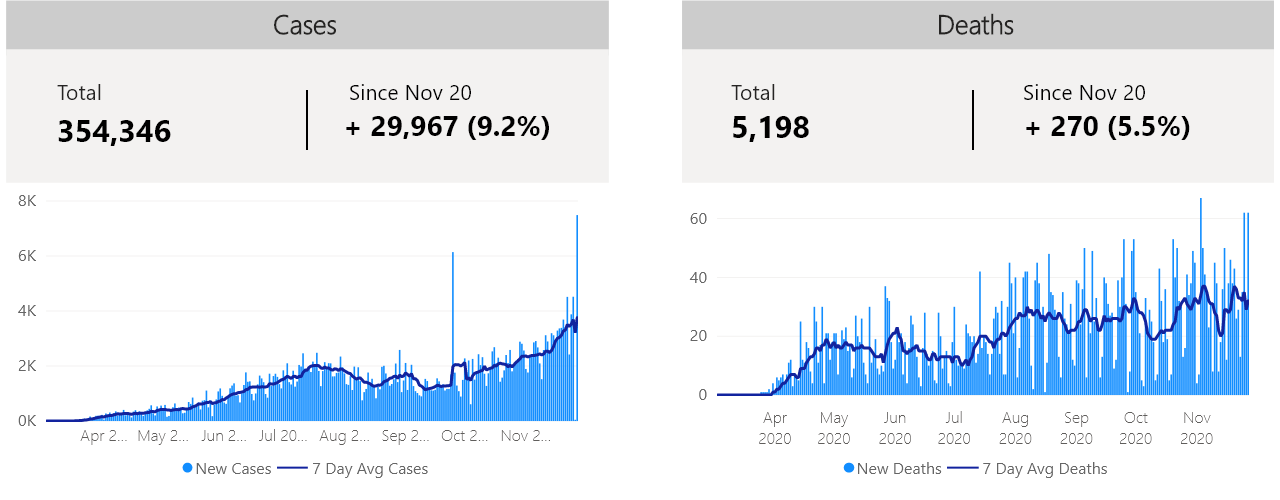 Cases
Total
354,346
Since Nov 20
+ 29,967 (9.2%)
8K
6K
4K
2K
0K
Apr 2... May 2... Jun 2... Jul 20... Aug 2... Sep 2... Oct 2... Nov 2...
New Cases 7 Day Avg Cases
Deaths
Total
5,198
Since Nov 20
+ 270 (5.5%)
60
40
20
0
Apr May Jun Jul Aug Sep Oct Nov
2020 2020 2020 2020 2020 2020 2020 2020
New Deaths 7 Day Avg Deaths